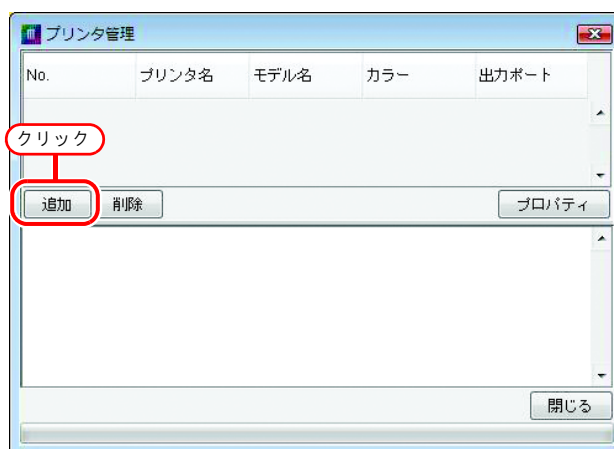 プリンタ管理
No. プリンタ名 モデル名 カラー 出力ポート
クリック
追加 削除 プロパティ
閉じる